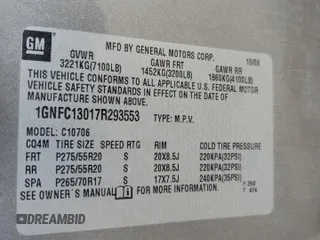 GM
MFD BY GENERAL MOTORS CORP.
10/06
GVWR GAWR FRT GAWR RR
3221KG(7100LB) 1452KG(3200LB) 1860KG(4100LB)
THIS VEHICLE CONFORMS TO ALL APPLICABLE U.S. FEDERAL MOTOR
VEHICLE SAFETY STANDARDS IN EFFECT ON THE DATE OF
MANUFACTURE SHOWN ABOVE.
1GNFC13017R293553 TYPE: M.P.V.
MODEL: C10706
CQ4M TIRE SIZE SPEED RTG RIM COLD TIRE PRESSURE
FRT P275/55R20 S 20X8.5J 220KPA(32PSI)
RR P275/55R20 S 20X8.5J 220KPA(32PSI)
SPA P265/70R17 S 17X7.5J 240KPA(35PSI)
SEE OWNER'S MANUAL FOR MORE INFORMATION
DREAMBID